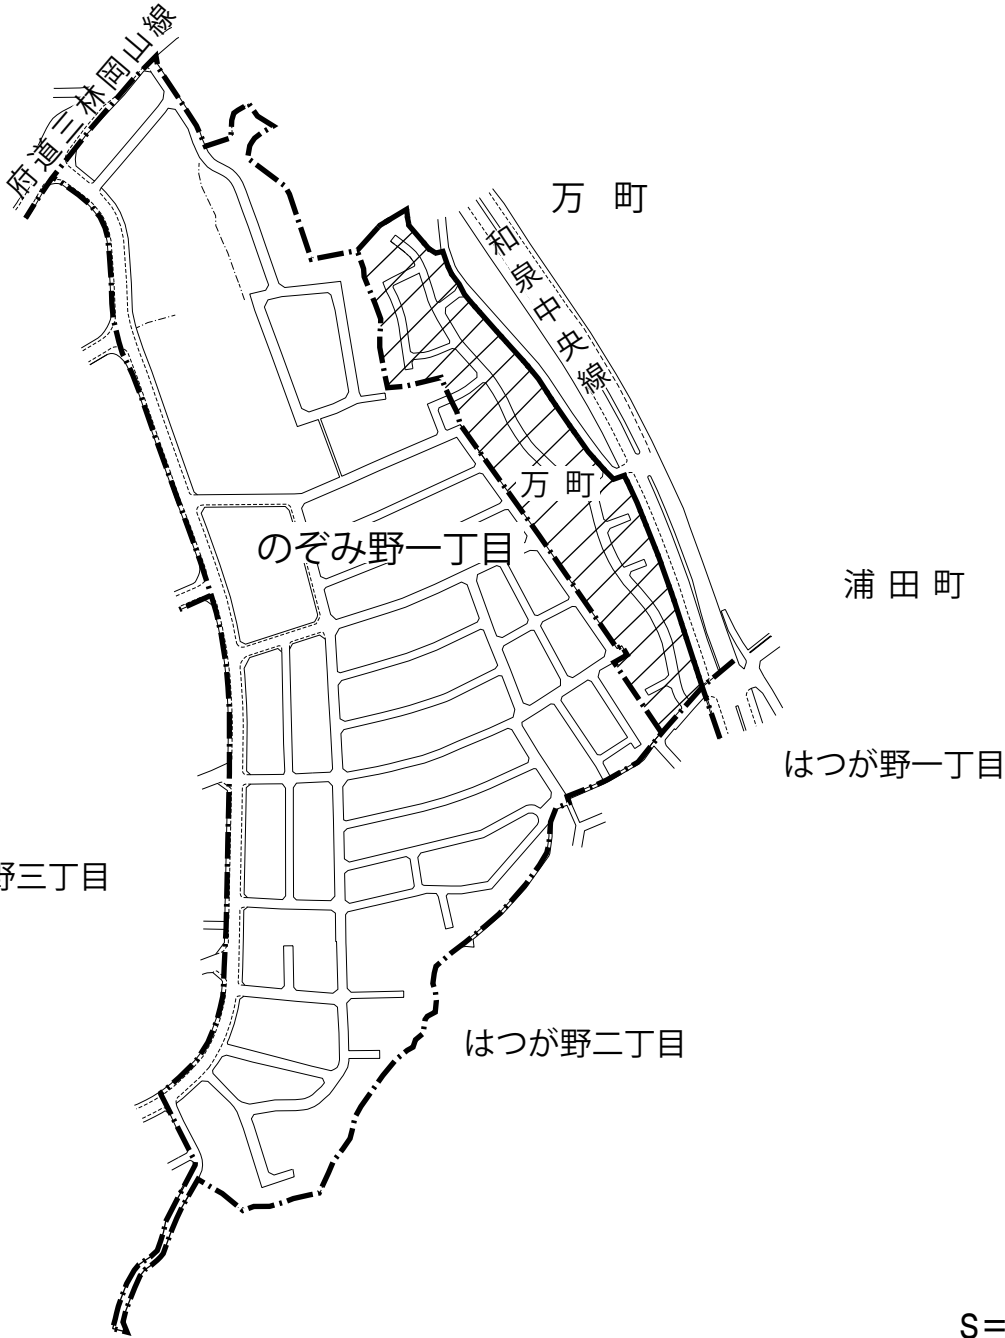 府道三林岡山線
万町
和泉中央線
万町
のぞみ野一丁目
浦田町
はつが野一丁目
野三丁目
はつが野二丁目
S=